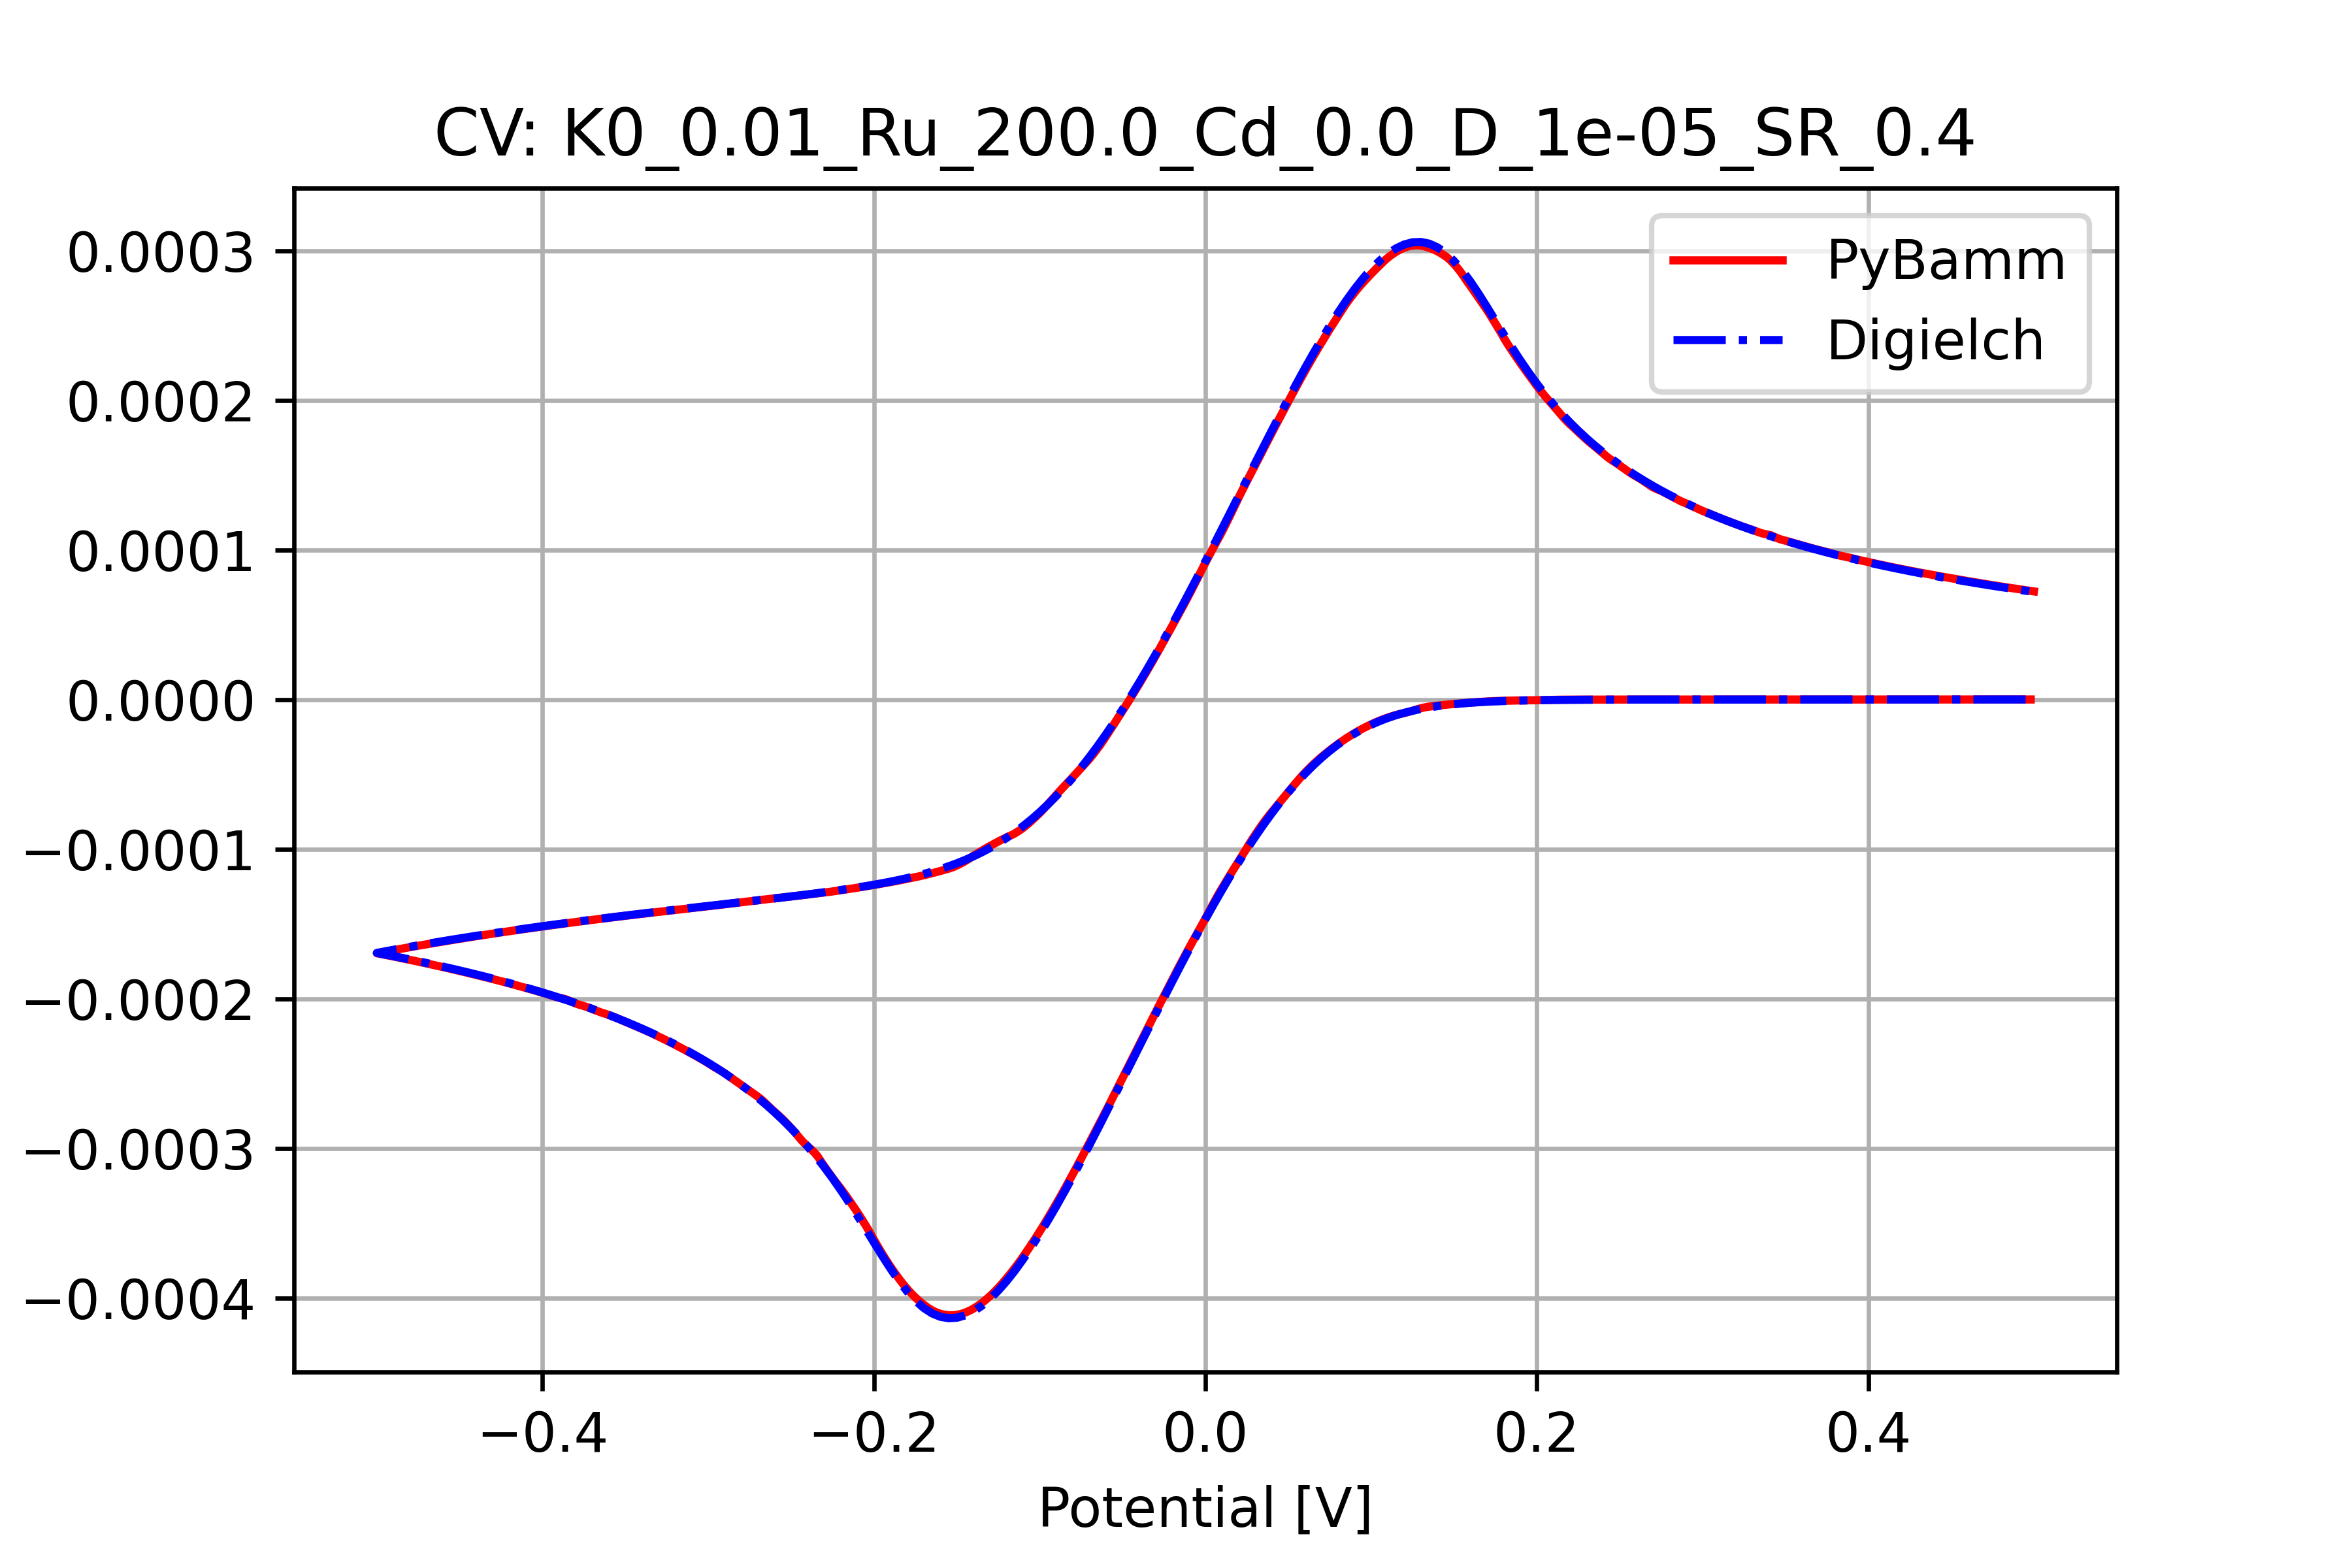 CV: K0_0.01_Ru_200.0_Cd_0.0_D_1e-05_SR_0.4
PyBamm
Digielch
0.0003
0.0002
0.0001
0.0000
−0.0001
−0.0002
−0.0003
−0.0004
−0.4 −0.2 0.0 0.2 0.4
Potential [V]